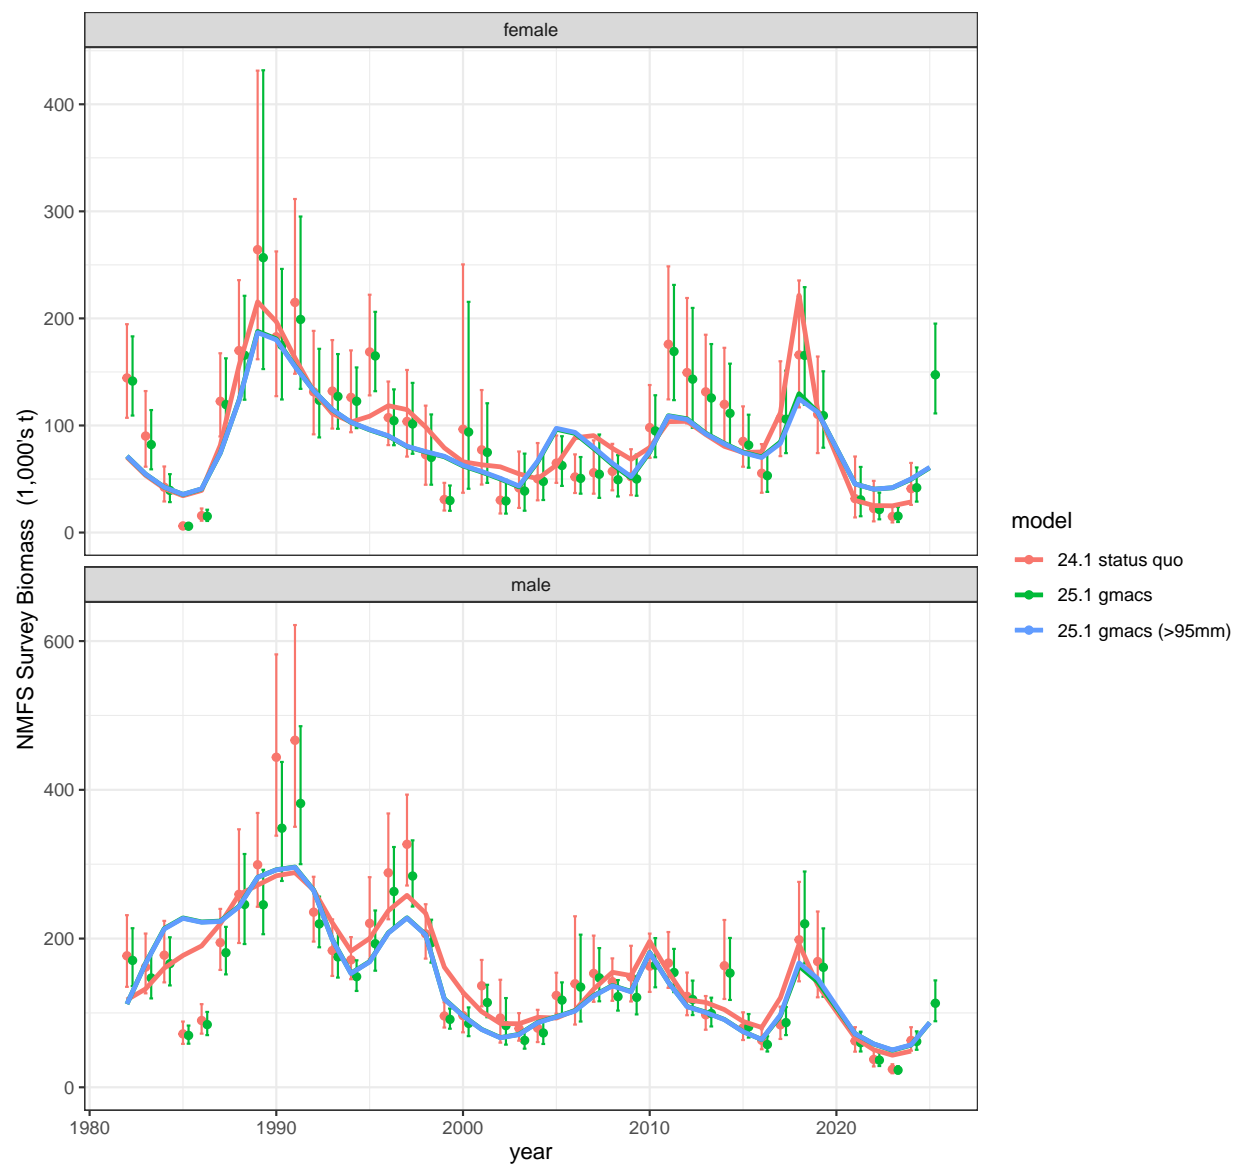 female
400
300
200
100
0
male
600
400
200
0
1980
1990
2000
2010
2020
year
NMFS Survey Biomass (1,000's t)
model
24.1 status quo
25.1 gmacs
25.1 gmacs (>95mm)